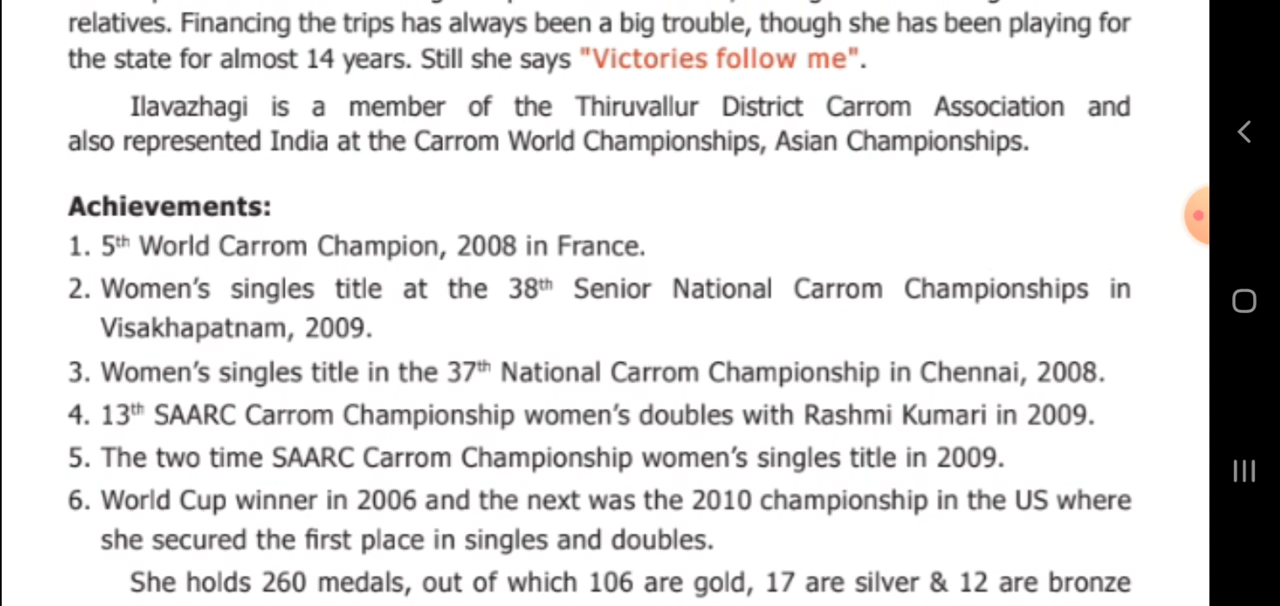 relatives. Financing the trips has always been a big trouble, though she has been playing for
the state for almost 14 years. Still she says "Victories follow me".
Ilavazhagi is a member of the Thiruvallur District Carrom Association and
also represented India at the Carrom World Championships, Asian Championships.
Achievements:
1. 5th World Carrom Champion, 2008 in France.
2. Women's singles title at the 38th Senior National Carrom Championships in
Visakhapatnam, 2009.
3. Women's singles title in the 37th National Carrom Championship in Chennai, 2008.
4. 13th SAARC Carrom Championship women's doubles with Rashmi Kumari in 2009.
5. The two time SAARC Carrom Championship women's singles title in 2009.
6. World Cup winner in 2006 and the next was the 2010 championship in the US where
she secured the first place in singles and doubles.
She holds 260 medals, out of which 106 are gold, 17 are silver & 12 are bronze